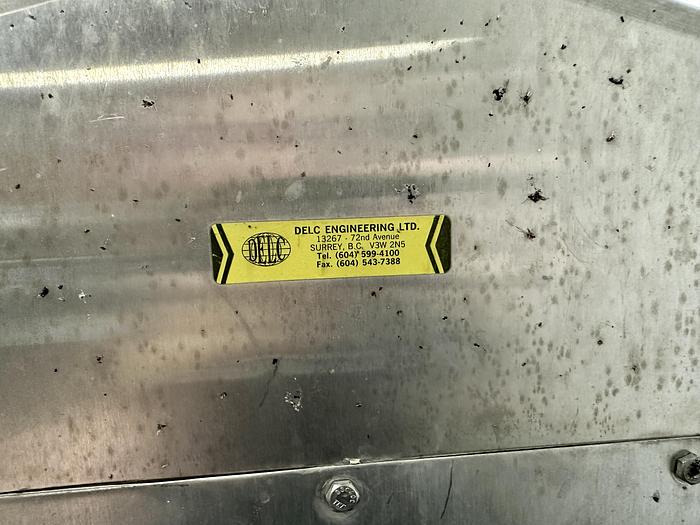 DELC
DELC ENGINEERING LTD.
13267 - 72nd Avenue
SURREY, B.C. V3W 2N5
Tel. (604) 599-4100
Fax. (604) 543-7388